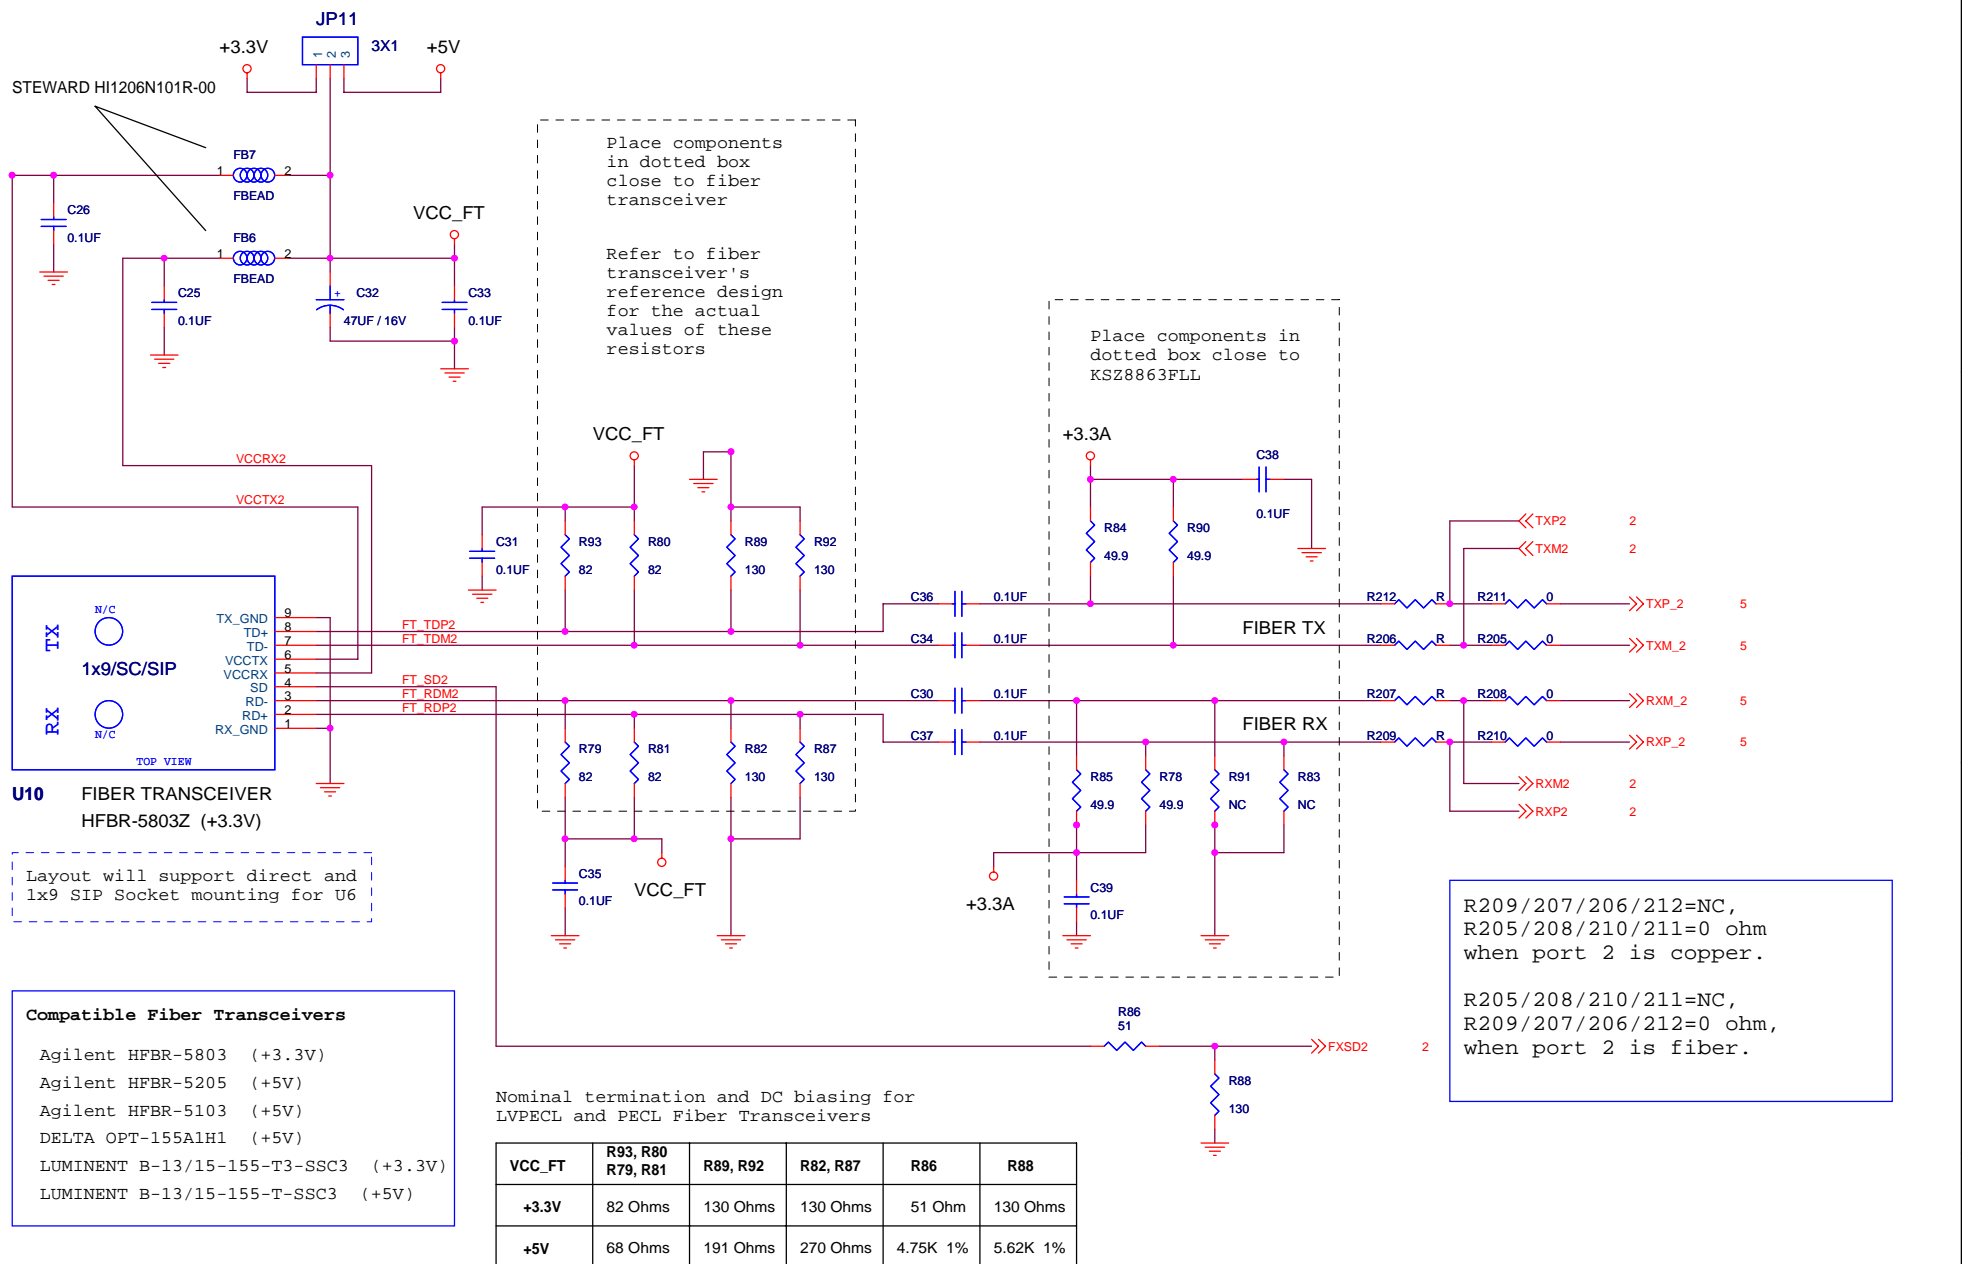 JP11
+3.3V
1 2 3
3X1
+5V
STEWARD HI1206N101R-00
FB7
1
2
FBEAD
C26
0.1UF
FB6
1
2
FBEAD
VCC_FT
C25
0.1UF
+
C32
47UF / 16V
C33
0.1UF
VCCRX2
VCCTX2
Place components
in dotted box
close to fiber
transceiver
Refer to fiber
transceiver's
reference design
for the actual
values of these
resistors
VCC_FT
C31
0.1UF
R93
82
R80
82
R89
130
R92
130
Place components in
dotted box close to
KSZ8863FLL
+3.3A
C38
0.1UF
R84
49.9
R90
49.9
TXP2 2
TXM2 2
C36 0.1UF
R212 R R211 0
TXP_2 5
FIBER TX
C34 0.1UF
R206 R R205 0
TXM_2 5
C30 0.1UF
R207 R R208 0
RXM_2 5
FIBER RX
C37 0.1UF
R209 R R210 0
RXP_2 5
RXM2 2
RXP2 2
N/C
TX
1x9/SC/SIP
RX
N/C
TOP VIEW
TX_GND 9
TD+ 8
TD- 7
VCCTX 6
VCCRX 5
SD 4
RD- 3
RD+ 2
RX_GND 1
FT_TDP2
FT_TDM2
FT_SD2
FT_RDM2
FT_RDP2
U10 FIBER TRANSCEIVER
HFBR-5803Z (+3.3V)
R79
82
R81
82
R82
130
R87
130
C35
0.1UF
VCC_FT
R85
49.9
R78
49.9
R91
NC
R83
NC
+3.3A
C39
0.1UF
Layout will support direct and
1x9 SIP Socket mounting for U6
R209/207/206/212=NC,
R205/208/210/211=0 ohm
when port 2 is copper.
R205/208/210/211=NC,
R209/207/206/212=0 ohm,
when port 2 is fiber.
R86
51
FXSD2 2
R88
130
Compatible Fiber Transceivers
Agilent HFBR-5803 (+3.3V)
Agilent HFBR-5205 (+5V)
Agilent HFBR-5103 (+5V)
DELTA OPT-155A1H1 (+5V)
LUMINENT B-13/15-155-T3-SSC3 (+3.3V)
LUMINENT B-13/15-155-T-SSC3 (+5V)
Nominal termination and DC biasing for
LVPECL and PECL Fiber Transceivers
VCC_FT
R93, R80
R79, R81
R89, R92
R82, R87
R86
R88
+3.3V 82 Ohms 130 Ohms 130 Ohms 51 Ohm 130 Ohms
+5V 68 Ohms 191 Ohms 270 Ohms 4.75K 1% 5.62K 1%